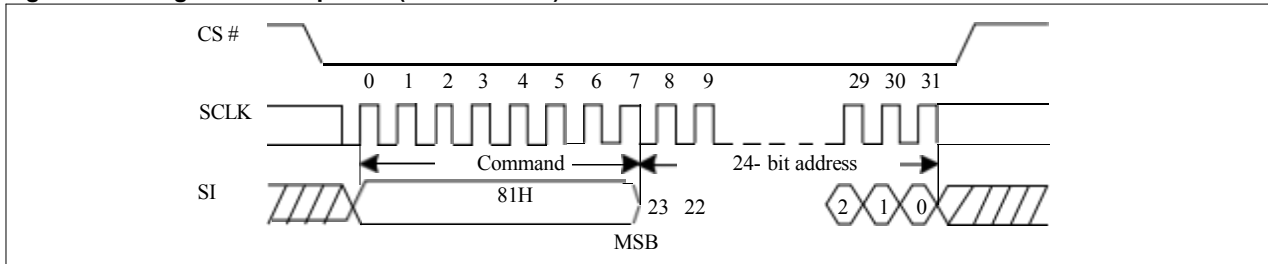 CS #
0 1 2 3 4 5 6 7 8 9 29 30 31
SCLK
Command 24- bit address
SI 81H 23 22 2 1 0
MSB